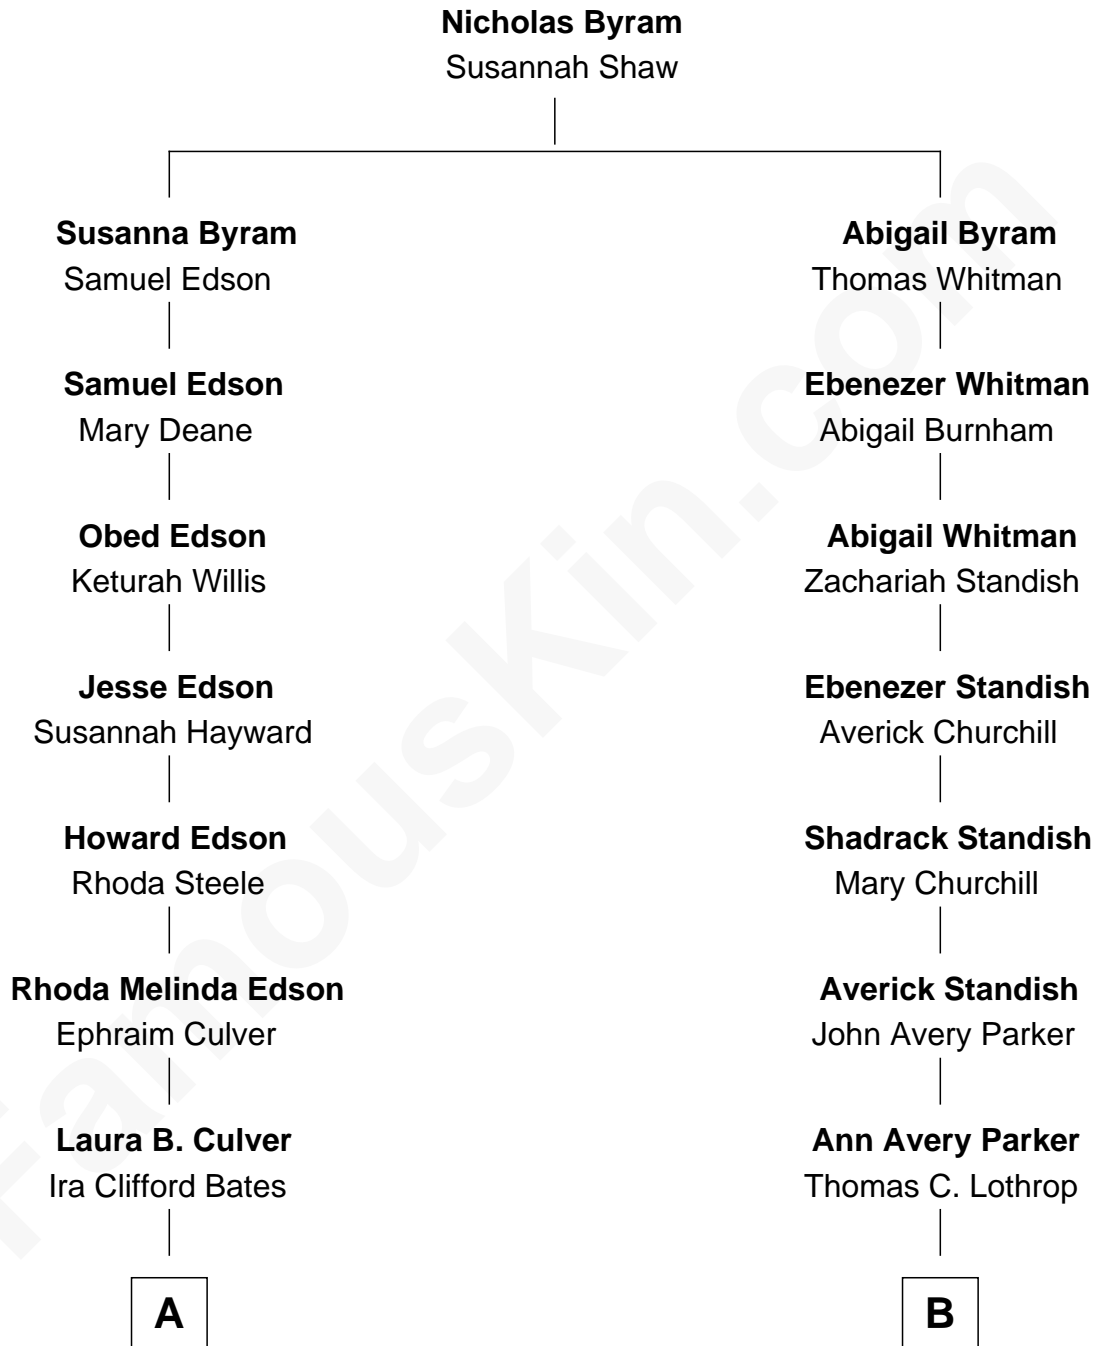 Nicholas Byram
Susannah Shaw
Susanna Byram
Samuel Edson
Abigail Byram
Thomas Whitman
Samuel Edson
Mary Deane
Ebenezer Whitman
Abigail Burnham
Obed Edson
Keturah Willis
Abigail Whitman
Zachariah Standish
Jesse Edson
Susannah Hayward
Ebenezer Standish
Averick Churchill
Howard Edson
Rhoda Steele
Shadrack Standish
Mary Churchill
Rhoda Melinda Edson
Ephraim Culver
Averick Standish
John Avery Parker
Laura B. Culver
Ira Clifford Bates
Ann Avery Parker
Thomas C. Lothrop
A
B
FamousKin.com